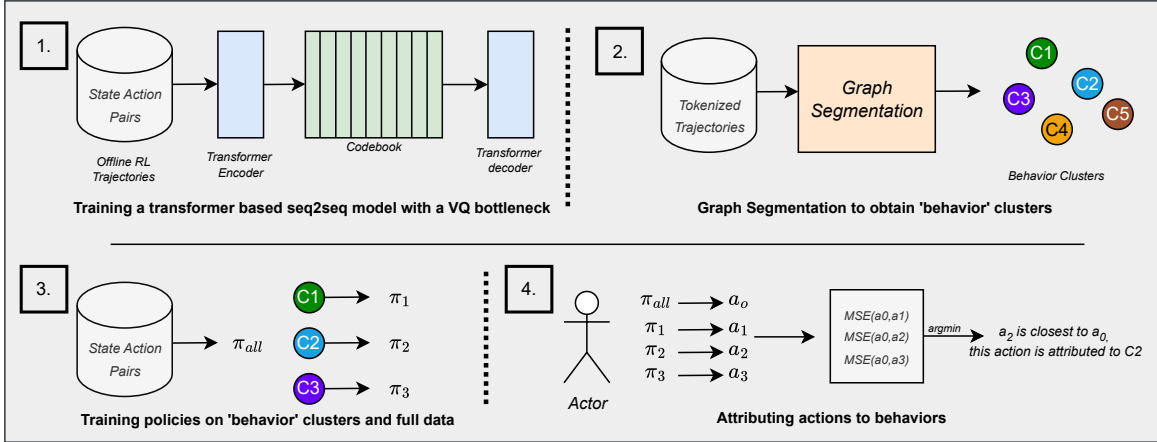 1.
State Action
Pairs
Offline RL
Trajectories
Transformer
Encoder
Codebook
Transformer
decoder
Training a transformer based seq2seq model with a VQ bottleneck
2.
Tokenized
Trajectories
Graph
Segmentation
C1
C2
C3
C4
C5
Behavior Clusters
Graph Segmentation to obtain 'behavior' clusters
3.
State Action
Pairs
π_all
C1 π_1
C2 π_2
C3 π_3
Training policies on 'behavior' clusters and full data
4.
Actor
π_all a_o
π_1 a_1
π_2 a_2
π_3 a_3
MSE(a0,a1)
MSE(a0,a2)
MSE(a0,a3)
argmin
a_2 is closest to a_0,
this action is attributed to C2
Attributing actions to behaviors